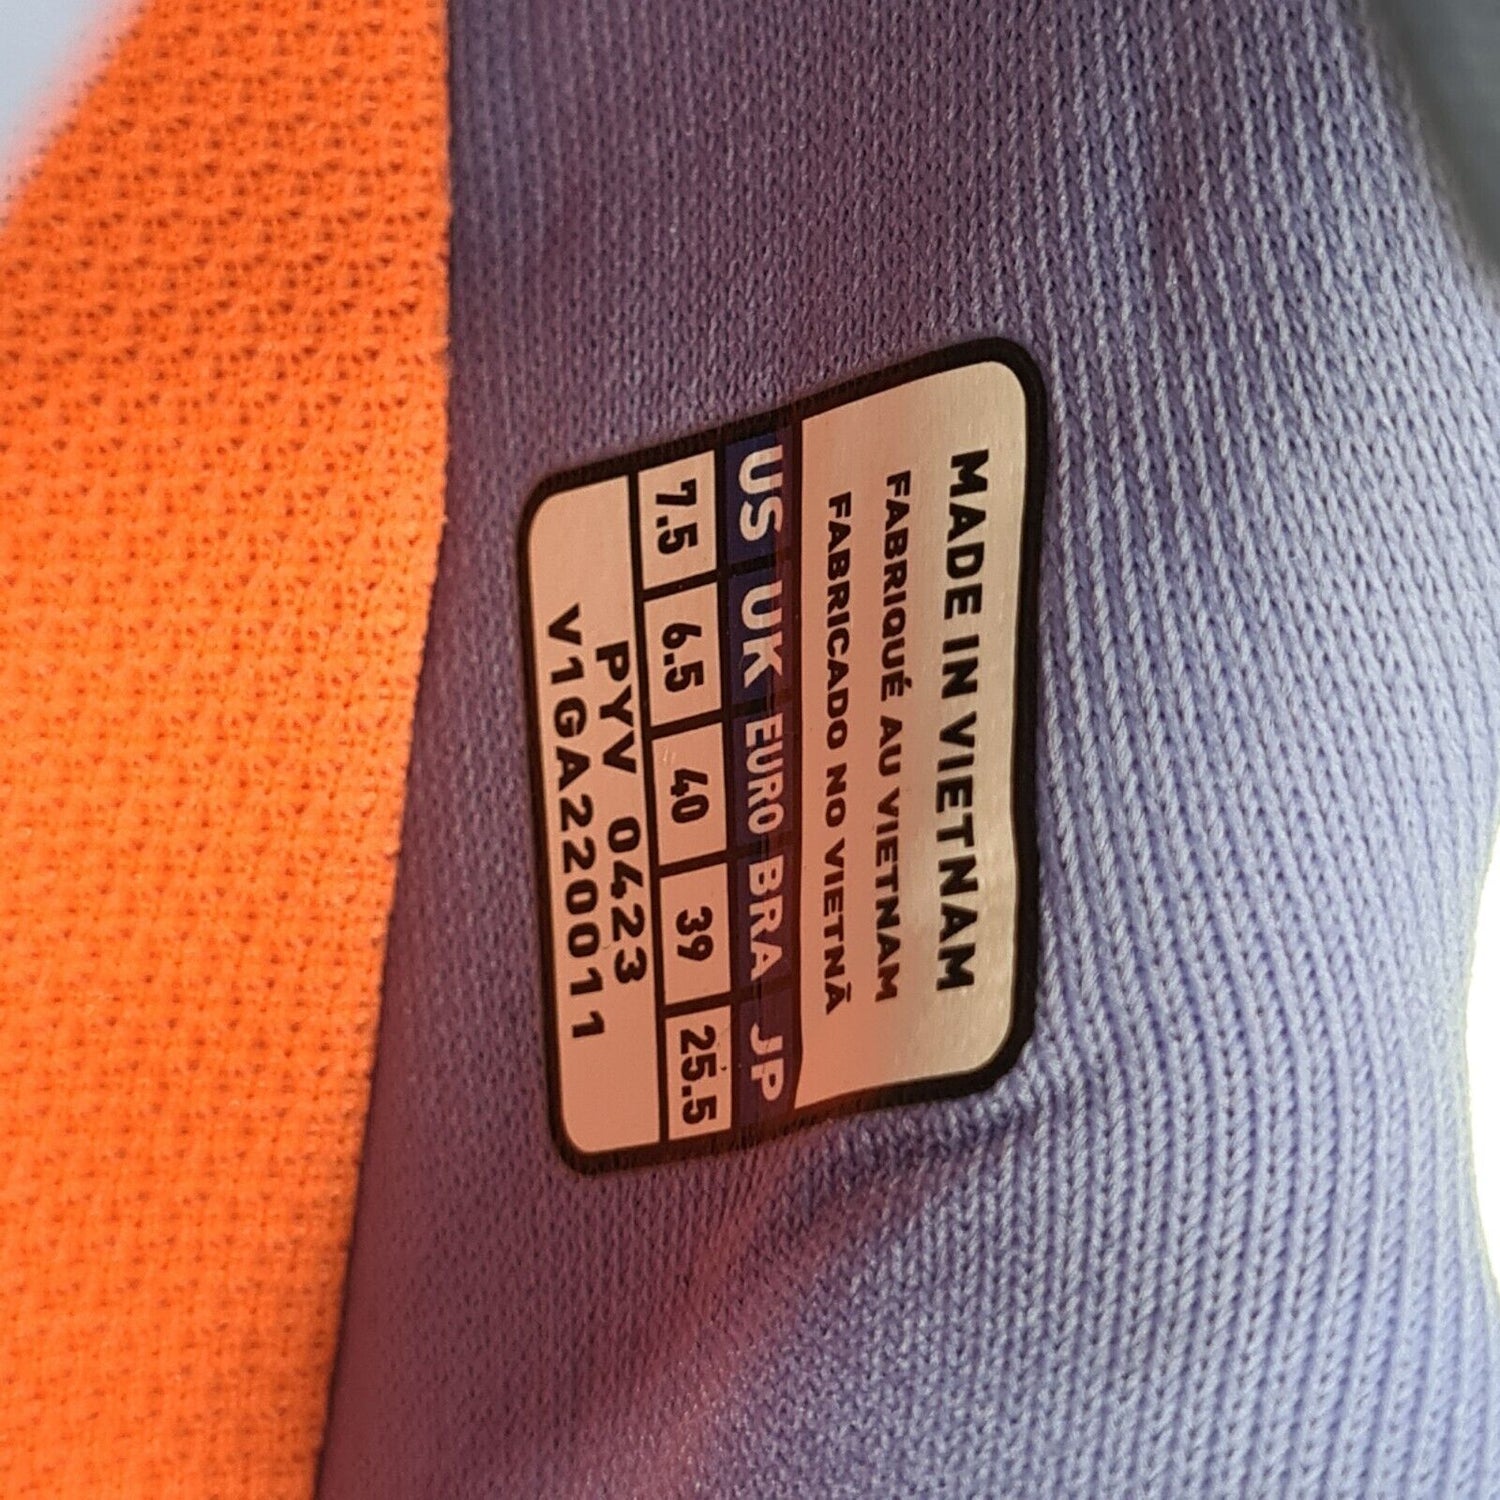 MADE IN VIETNAM
FABRIQUÉ AU VIETNAM
FABRICADO NO VIETNÃ
US UK EURO BRA JP
7.5 6.5 40 39 25.5
PYV 0423
V1GA220011